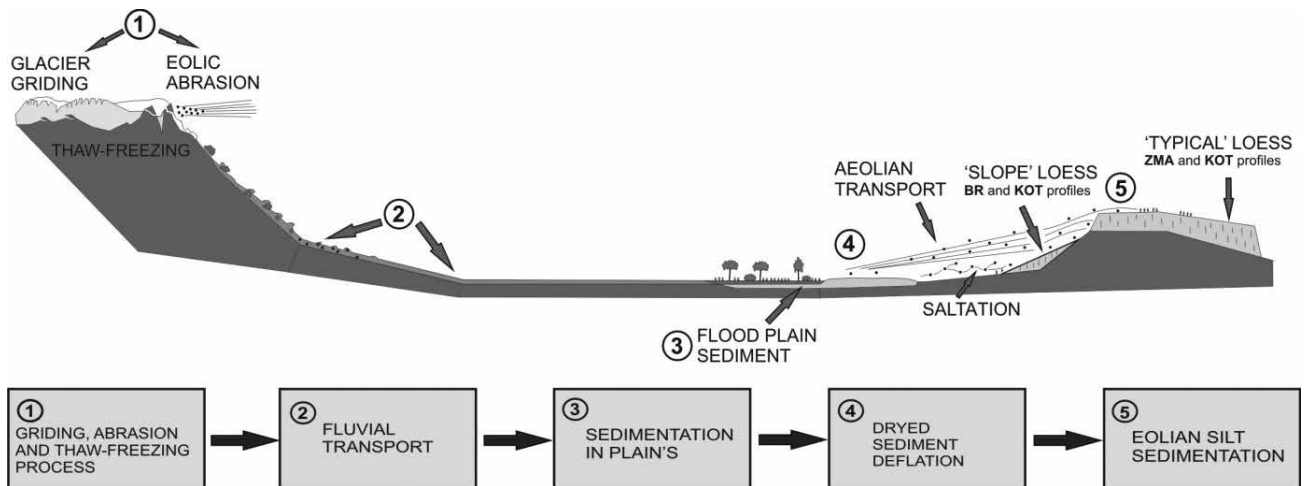 1
GLACIER
GRIDING
EOLIC
ABRASION
THAW-FREEZING
2
3 FLOOD PLAIN
SEDIMENT
4
AEOLIAN
TRANSPORT
SALTATION
'SLOPE' LOESS
BR and KOT profiles
5
'TYPICAL' LOESS
ZMA and KOT profiles
1
GRIDING, ABRASION
AND THAW-FREEZING
PROCESS
2
FLUVIAL
TRANSPORT
3
SEDIMENTATION
IN PLAIN'S
4
DRYED
SEDIMENT
DEFLATION
5
EOLIAN SILT
SEDIMENTATION